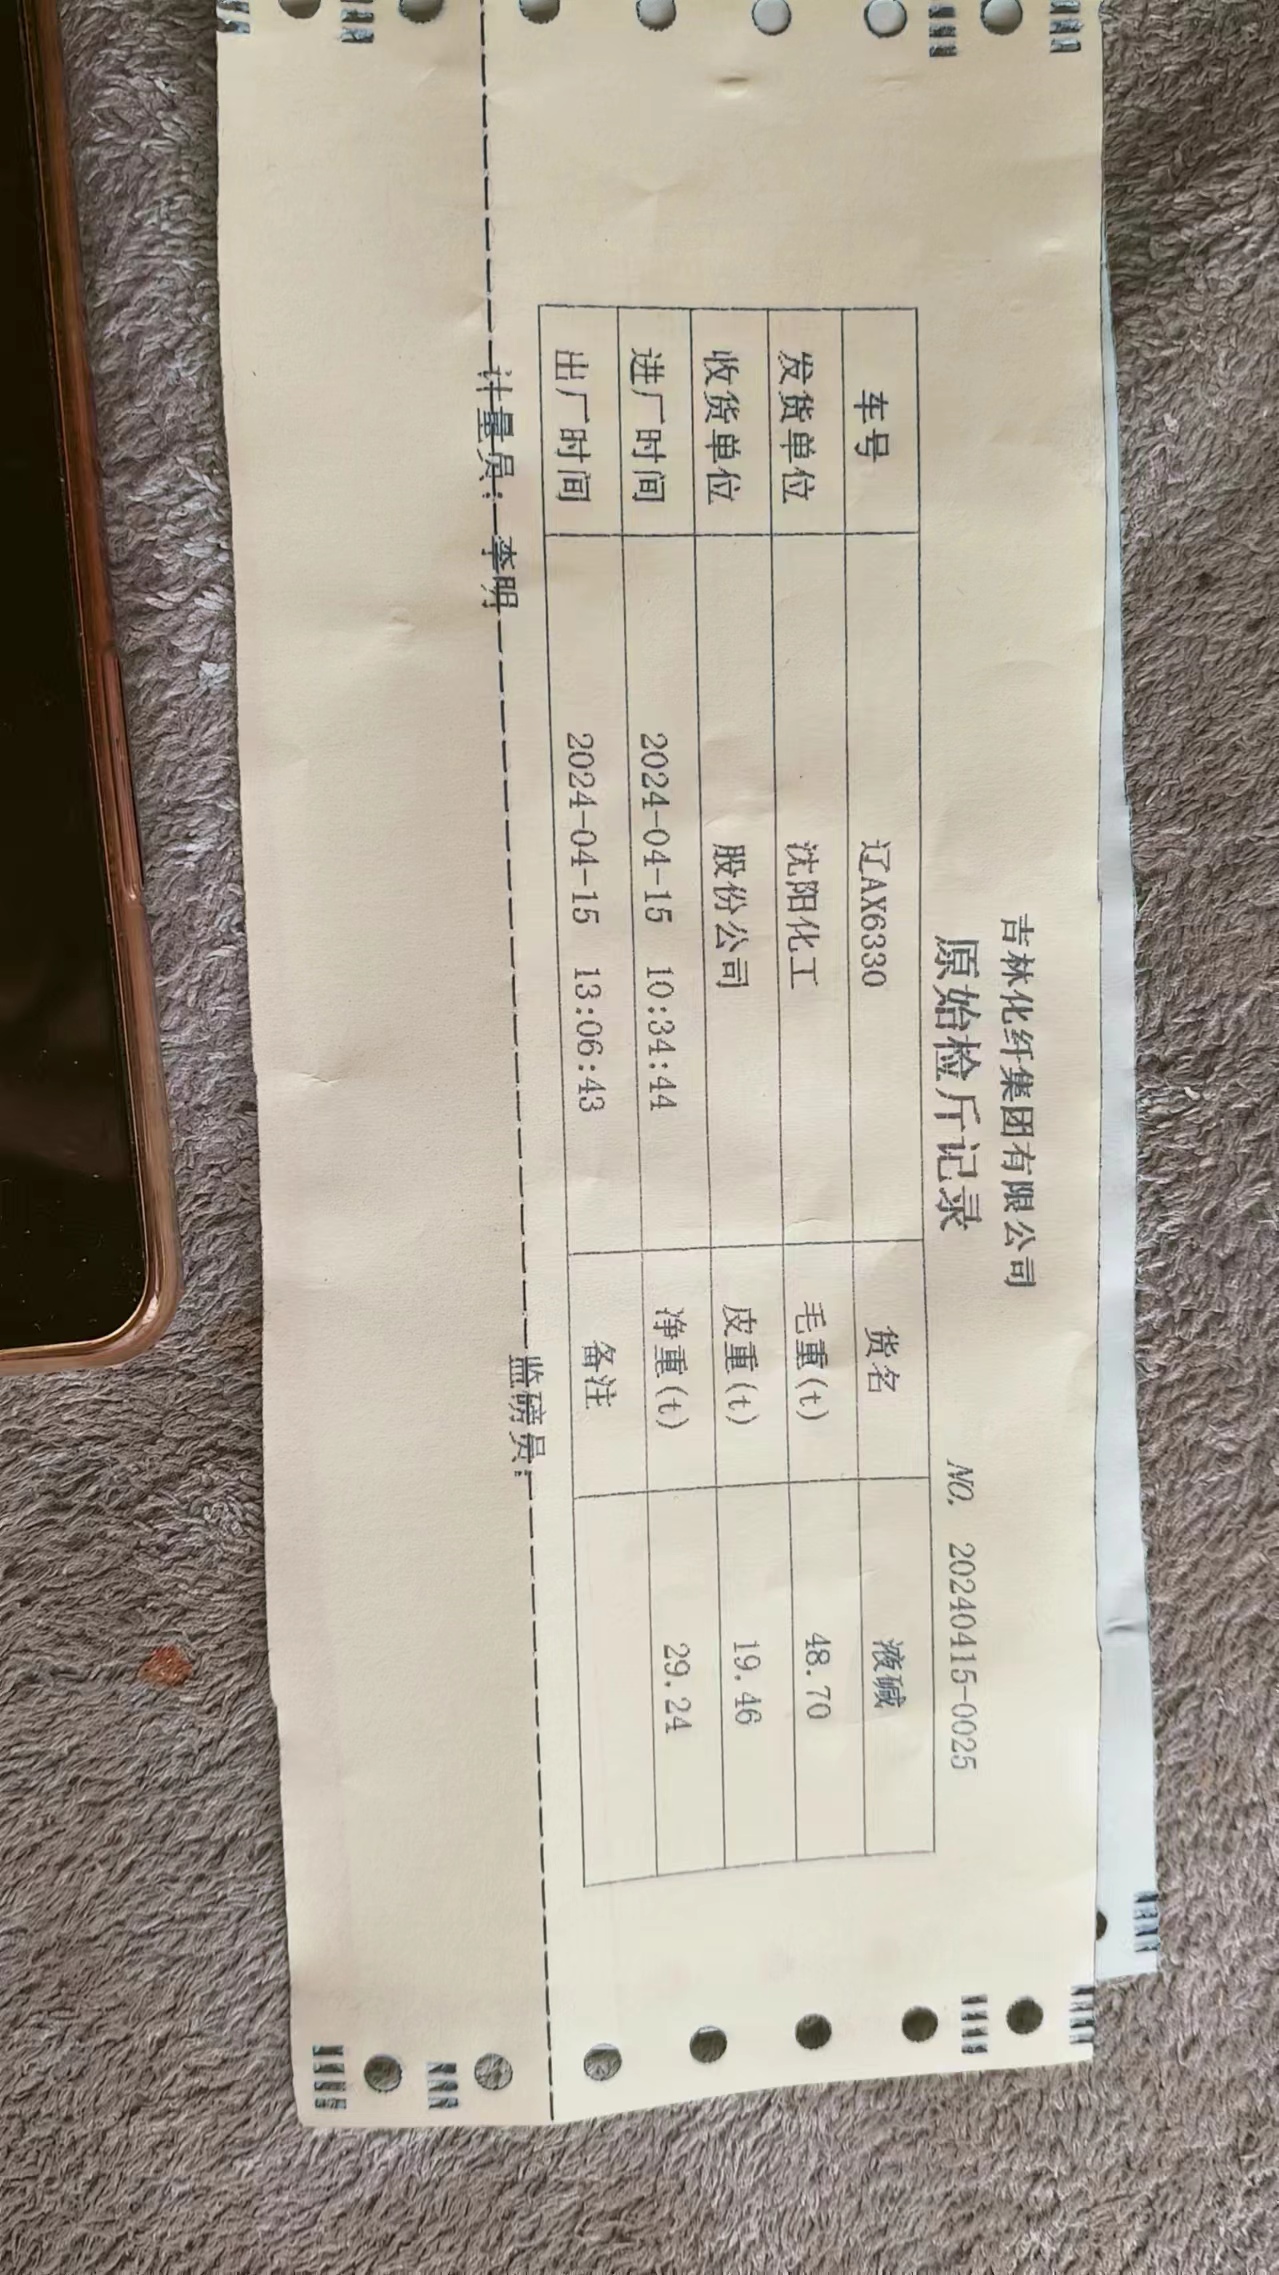 吉林化纤集团有限公司
原始检斤记录
NO. 20240415-0025
车号 辽AX6330 货名 液碱
发货单位 沈阳化工 毛重(t) 48.70
收货单位 股份公司 皮重(t) 19.46
进厂时间 2024-04-15 10:34:44 净重(t) 29.24
出厂时间 2024-04-15 13:06:43 备注
计量员: 李明 监磅员: